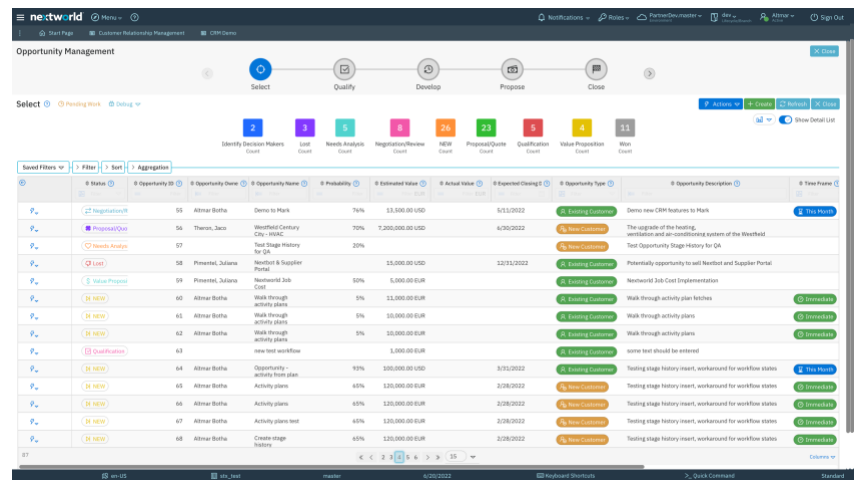 nextworld Menu Notifications Roles PartnerDev.master dev Altmar Sign Out
Start Page Customer Relationship Management CRM Demo
Opportunity Management X Close
Select Qualify Develop Propose Close
Select Pending Work Debug Actions + Create Refresh X Close
Show Detail List
2 3 5 8 26 23 5 4 11
Identify Decision Makers Lost Needs Analysis Negotiation/Review NEW Proposal/Quote Qualification Value Proposition Won
Count Count Count Count Count Count Count Count Count
Saved Filters > Filter > Sort > Aggregation
Status Opportunity ID Opportunity Owne Opportunity Name Probability Estimated Value Actual Value Expected Closing Opportunity Type Opportunity Description Time Frame
EUR EUR
Negotiation/R 55 Altmar Botha Demo to Mark 76% 13,500.00 USD 5/11/2022 Existing Customer Demo new CRM features to Mark This Month
Proposal/Quo 56 Theron, Jaco Westfield Century City - HVAC 70% 7,200,000.00 USD 6/30/2022 New Customer The upgrade of the heating, ventilation and air-conditioning system of the Westfield
Needs Analys 57 Test Stage History for QA 20% New Customer Test Opportunity Stage History for QA
Lost 58 Pimentel, Juliana Nextbot & Supplier Portal 15,000.00 USD 12/31/2022 Existing Customer Potentially opportunity to sell Nextbot and Supplier Portal
Value Proposi 59 Pimentel, Juliana Nextworld Job Cost 50% 5,000.00 EUR Existing Customer Nextworld Job Cost Implementation
NEW 60 Altmar Botha Walk through activity plans 5% 11,000.00 EUR Existing Customer Walk through activity plan fetches Immediate
NEW 61 Altmar Botha Walk through activity plans 5% 10,000.00 EUR Existing Customer Walk through activity plans Immediate
NEW 62 Altmar Botha Walk through activity plans 5% 10,000.00 EUR Existing Customer Walk through activity plans Immediate
Qualification 63 new test workflow 1,000.00 EUR Existing Customer some text should be entered
NEW 64 Altmar Botha Opportunity - activity from plan 93% 100,000.00 USD 3/31/2022 Existing Customer Testing stage history insert, workaround for workflow states This Month
NEW 65 Altmar Botha Activity plans 65% 120,000.00 EUR 2/28/2022 New Customer Testing stage history insert, workaround for workflow states Immediate
NEW 66 Altmar Botha Activity plans 65% 120,000.00 EUR 2/28/2022 New Customer Testing stage history insert, workaround for workflow states Immediate
NEW 67 Altmar Botha Activity plans test 65% 120,000.00 EUR 2/28/2022 New Customer Testing stage history insert, workaround for workflow states Immediate
NEW 68 Altmar Botha Create stage history 65% 120,000.00 EUR 2/28/2022 New Customer Testing stage history insert, workaround for workflow states Immediate
87 2 3 4 5 6 15 Columns
en-US sts_test master 6/20/2022 Keyboard Shortcuts >_ Quick Command Standard